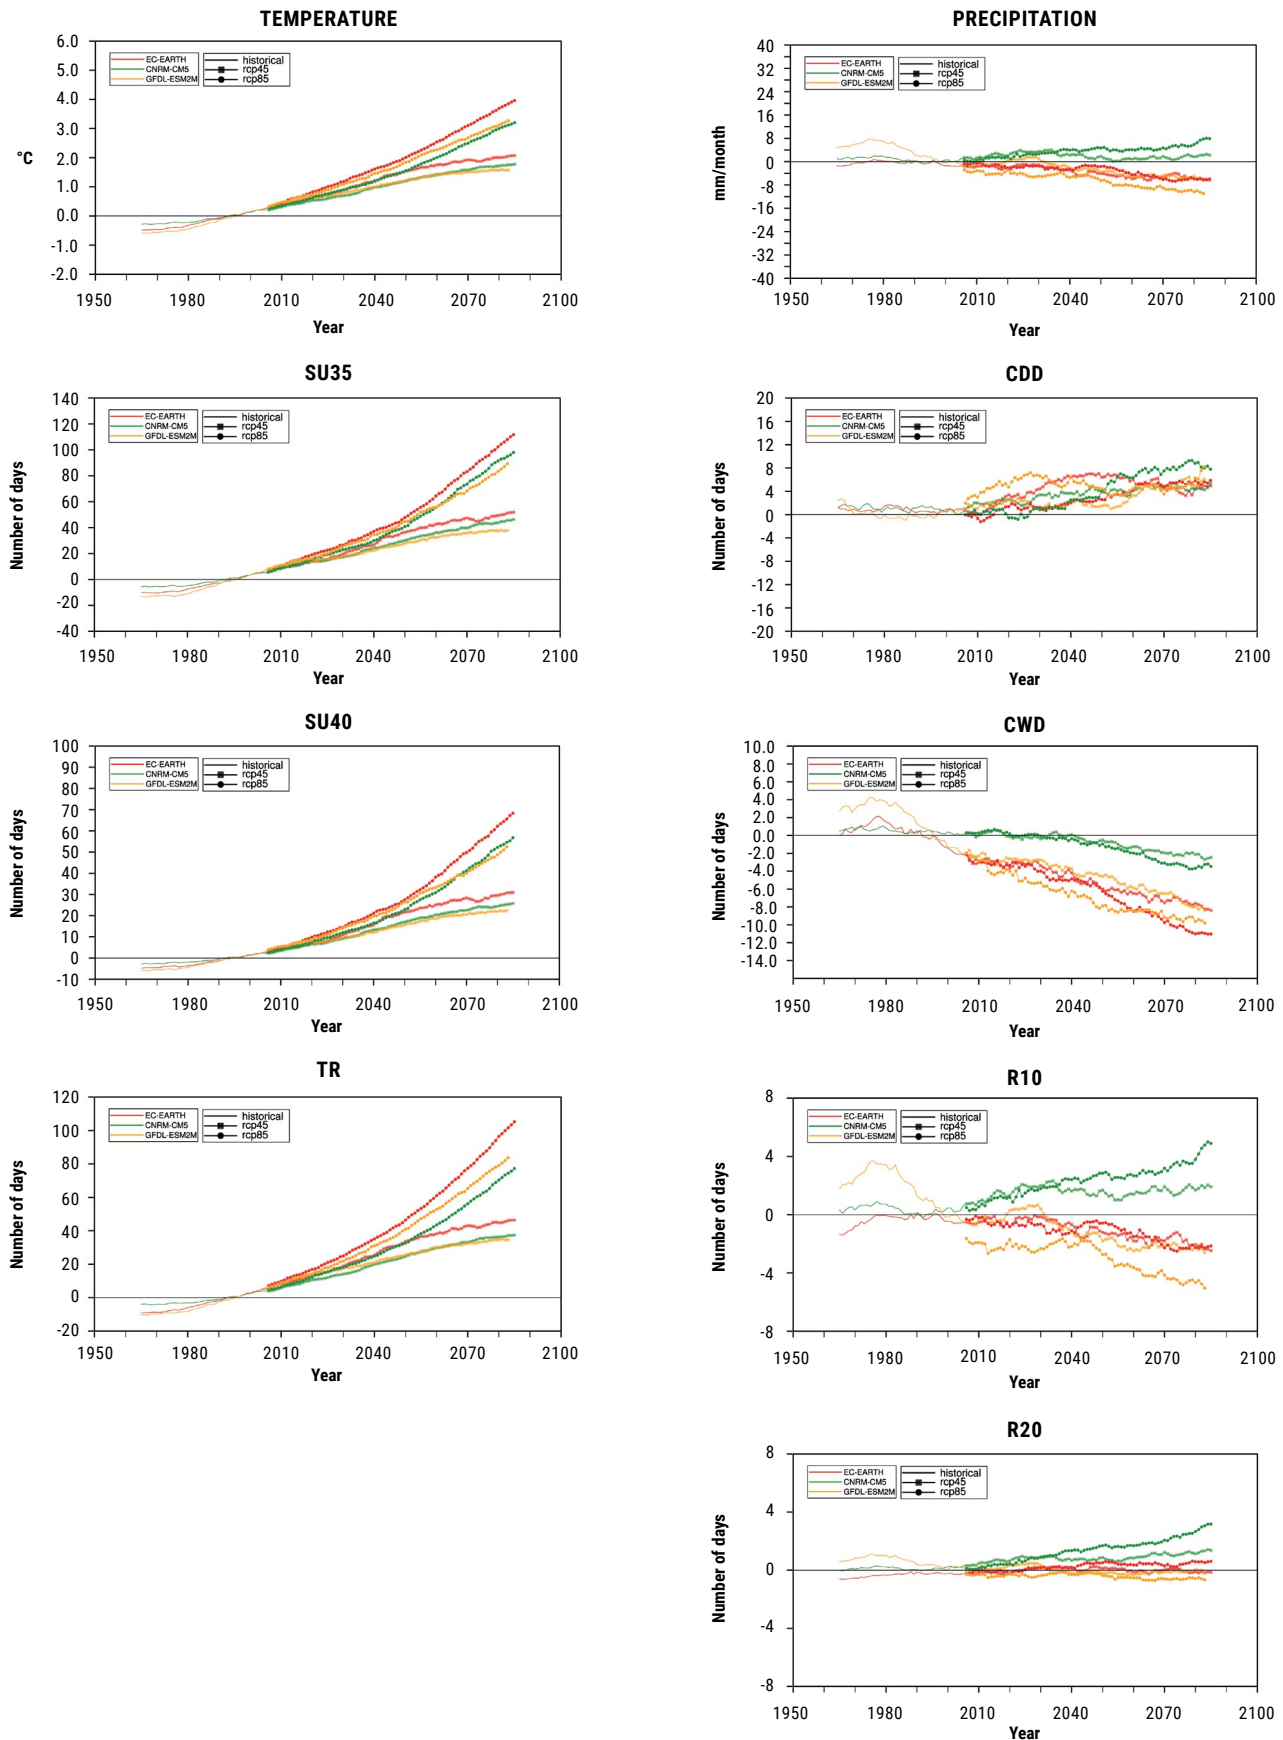 TEMPERATURE
6.0
5.0
4.0
3.0
2.0
1.0
0.0
-1.0
-2.0
°C
EC-EARTH
CNRM-CM5
GFDL-ESM2M
historical
rcp45
rcp85
1950 1980 2010 2040 2070 2100
Year
PRECIPITATION
40
32
24
16
8
0
-8
-16
-24
-32
-40
mm/month
EC-EARTH
CNRM-CM5
GFDL-ESM2M
historical
rcp45
rcp85
1950 1980 2010 2040 2070 2100
Year
SU35
140
120
100
80
60
40
20
0
-20
-40
Number of days
EC-EARTH
CNRM-CM5
GFDL-ESM2M
historical
rcp45
rcp85
1950 1980 2010 2040 2070 2100
Year
CDD
20
16
12
8
4
0
-4
-8
-12
-16
-20
Number of days
EC-EARTH
CNRM-CM5
GFDL-ESM2M
historical
rcp45
rcp85
1950 1980 2010 2040 2070 2100
Year
SU40
100
90
80
70
60
50
40
30
20
10
0
-10
Number of days
EC-EARTH
CNRM-CM5
GFDL-ESM2M
historical
rcp45
rcp85
1950 1980 2010 2040 2070 2100
Year
CWD
10.0
8.0
6.0
4.0
2.0
0.0
-2.0
-4.0
-6.0
-8.0
-10.0
-12.0
-14.0
Number of days
EC-EARTH
CNRM-CM5
GFDL-ESM2M
historical
rcp45
rcp85
1950 1980 2010 2040 2070 2100
Year
TR
120
100
80
60
40
20
0
-20
Number of days
EC-EARTH
CNRM-CM5
GFDL-ESM2M
historical
rcp45
rcp85
1950 1980 2010 2040 2070 2100
Year
R10
8
4
0
-4
-8
Number of days
EC-EARTH
CNRM-CM5
GFDL-ESM2M
historical
rcp45
rcp85
1950 1980 2010 2040 2070 2100
Year
R20
8
4
0
-4
-8
Number of days
EC-EARTH
CNRM-CM5
GFDL-ESM2M
historical
rcp45
rcp85
1950 1980 2010 2040 2070 2100
Year